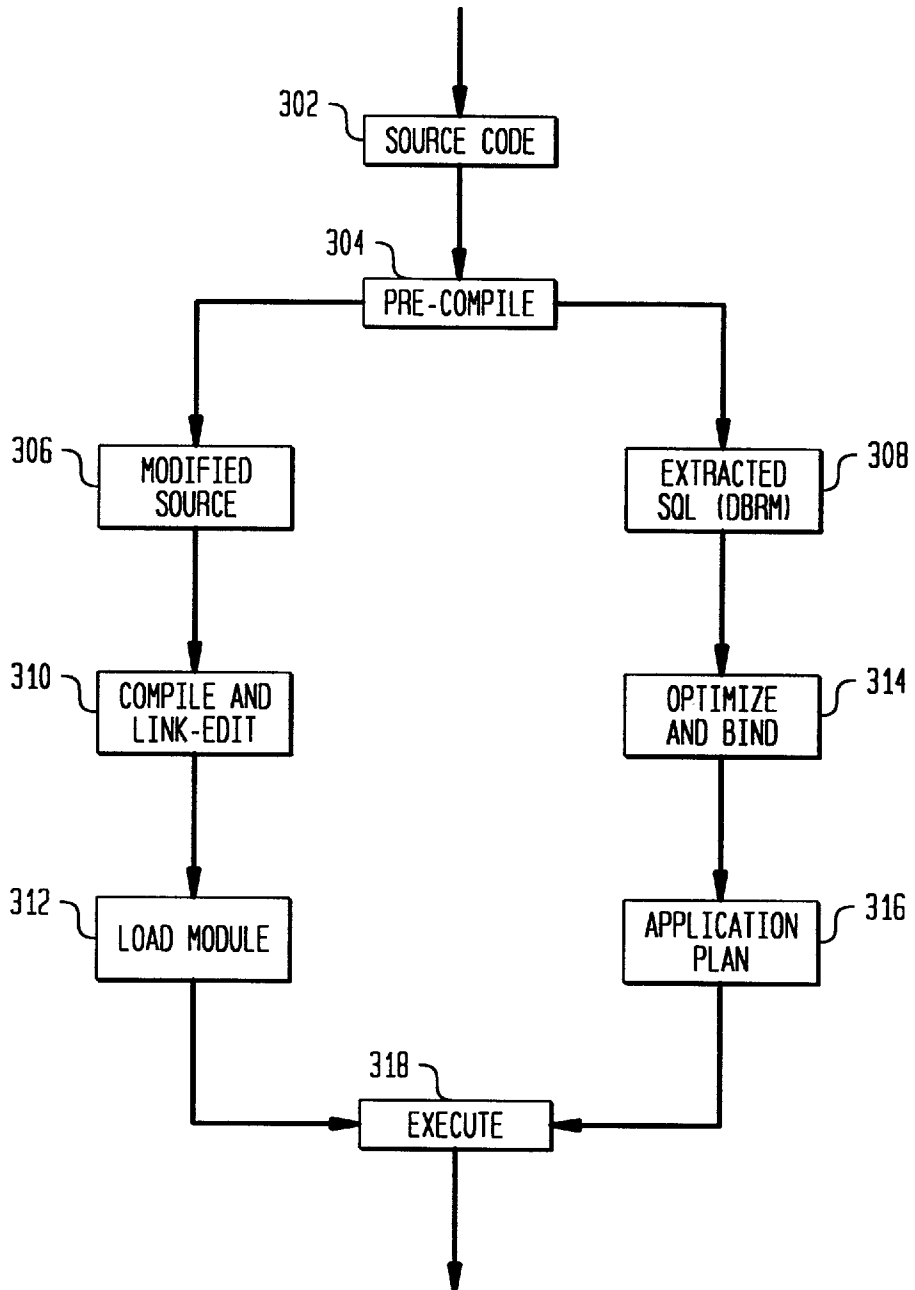 302
SOURCE CODE
304
PRE-COMPILE
306
MODIFIED
SOURCE
EXTRACTED
SQL (DBRM)
308
310
COMPILE AND
LINK-EDIT
OPTIMIZE
AND BIND
314
312
LOAD MODULE
APPLICATION
PLAN
316
318
EXECUTE